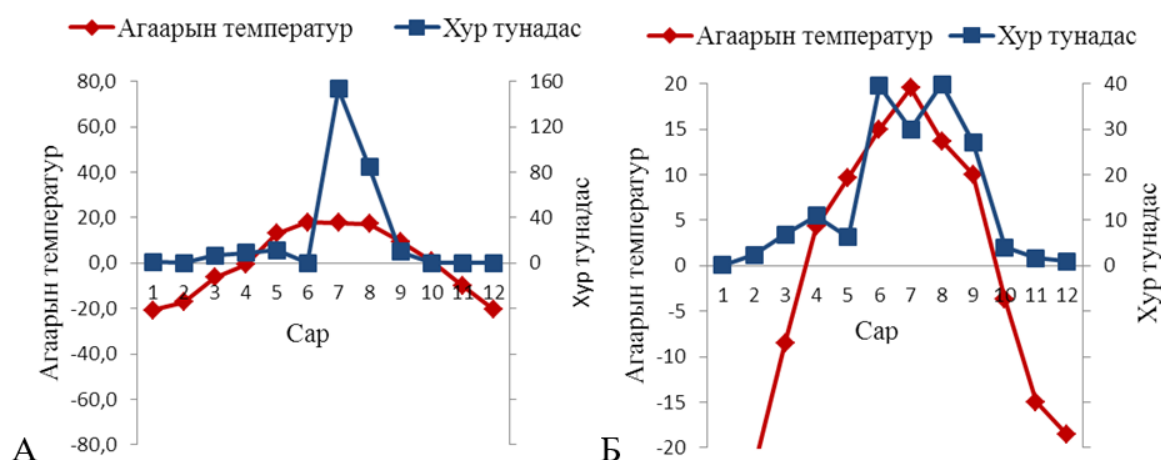 Агаарын температур
Хур тунадас
80,0
60,0
40,0
20,0
0,0
-20,0
-40,0
-60,0
-80,0
160
120
80
40
0
1 2 3 4 5 6 7 8 9 10 11 12
Агаарын температур
Сар
Хур тунадас
А
Агаарын температур
Хур тунадас
20
15
10
5
0
-5
-10
-15
-20
40
30
20
10
0
1 2 3 4 5 6 7 8 9 10 11 12
Агаарын температур
Сар
Хур тунадас
Б